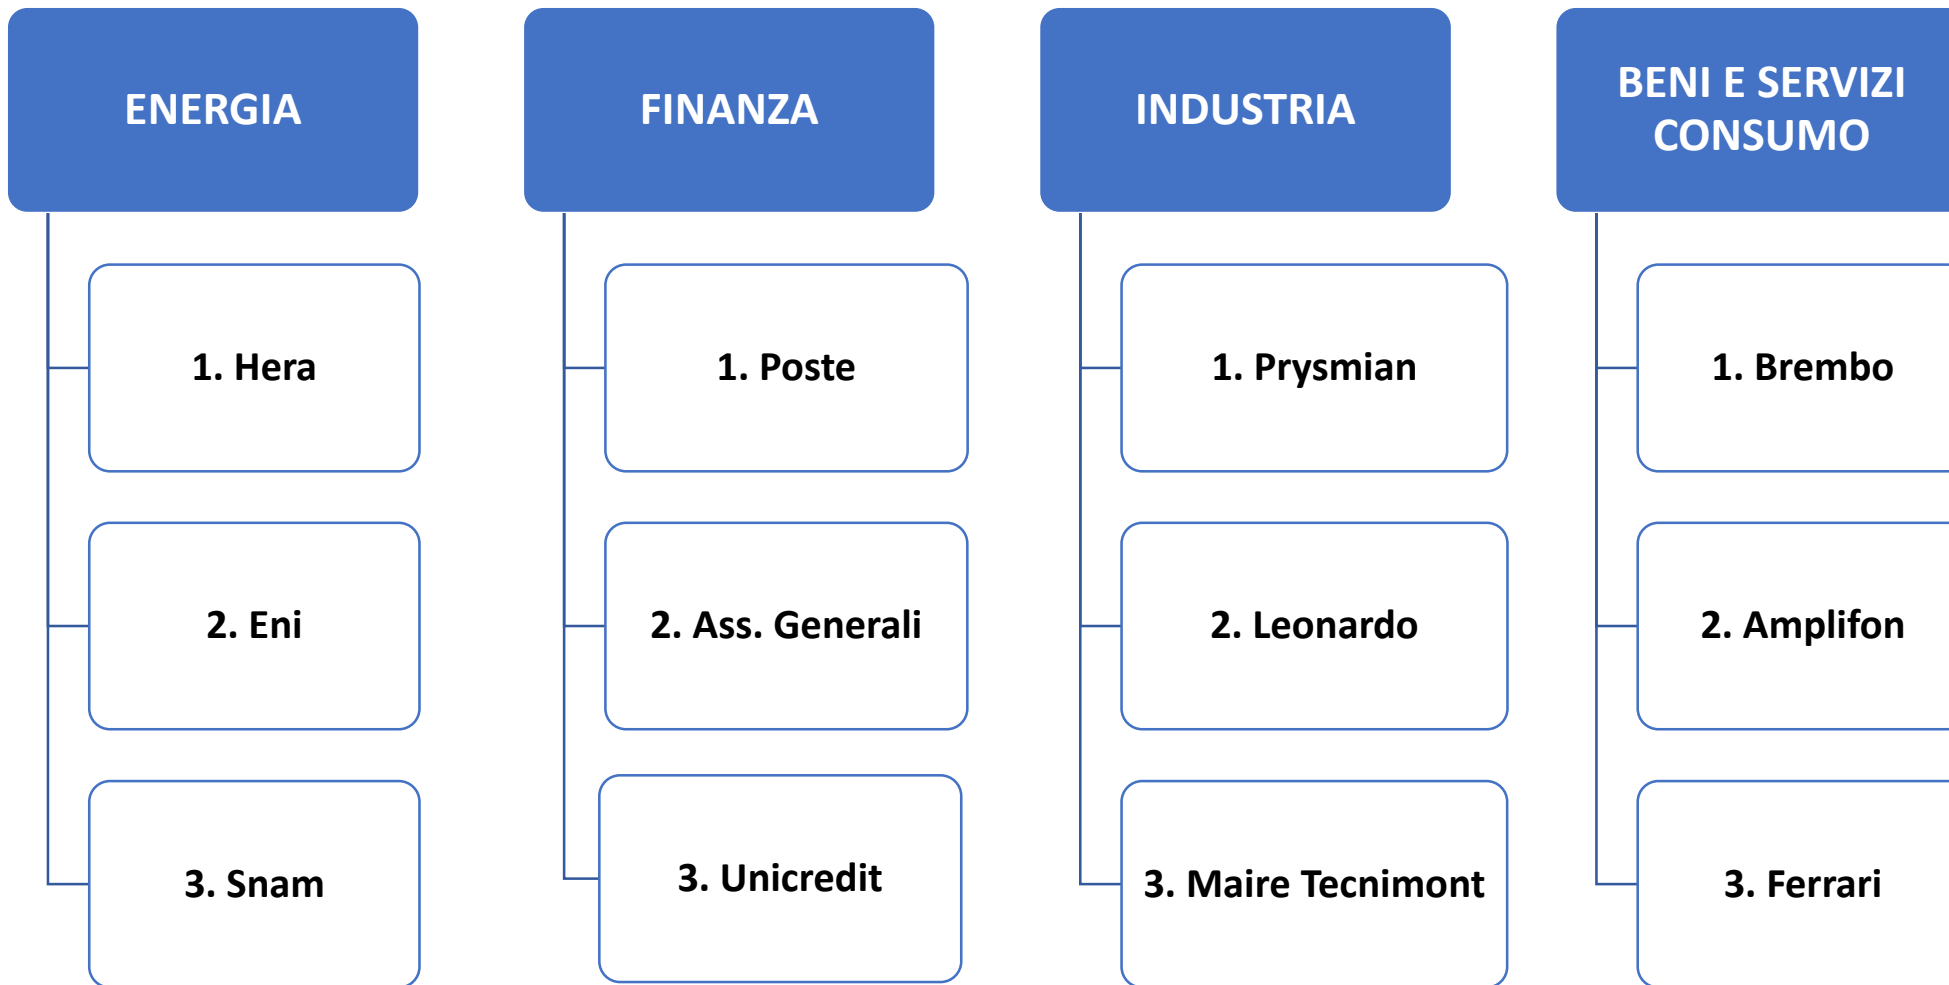 ENERGIA
1. Hera
2. Eni
3. Snam
FINANZA
1. Poste
2. Ass. Generali
3. Unicredit
INDUSTRIA
1. Prysmian
2. Leonardo
3. Maire Tecnimont
BENI E SERVIZI
CONSUMO
1. Brembo
2. Amplifon
3. Ferrari